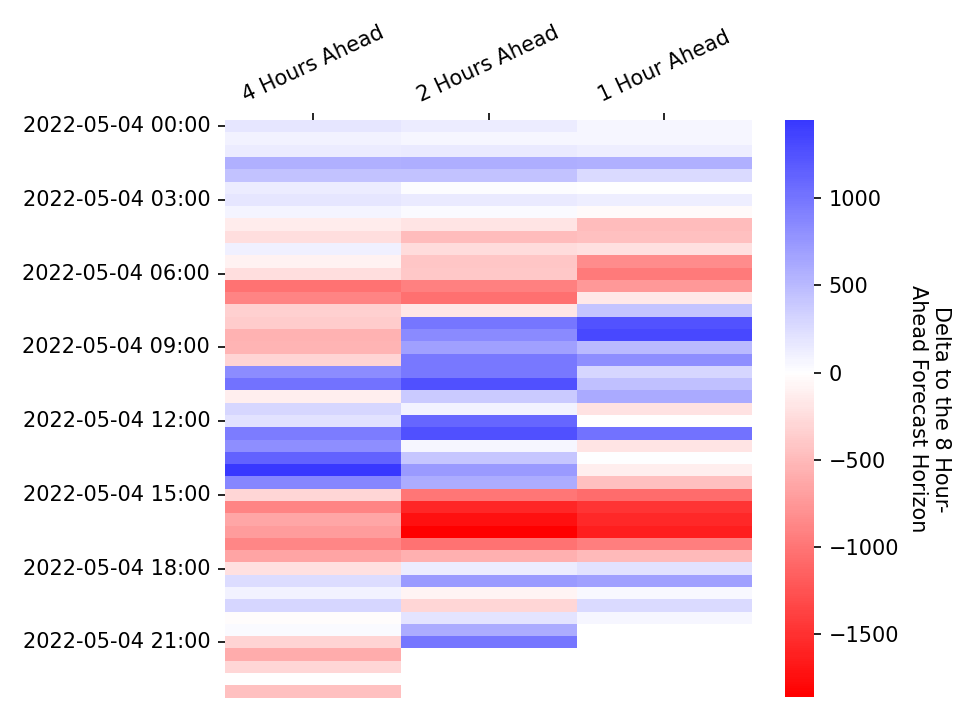 4 Hours Ahead
2 Hours Ahead
1 Hour Ahead
2022-05-04 00:00
2022-05-04 03:00
2022-05-04 06:00
2022-05-04 09:00
2022-05-04 12:00
2022-05-04 15:00
2022-05-04 18:00
2022-05-04 21:00
1000
500
0
−500
−1000
−1500
Delta to the 8 Hour-
Ahead Forecast Horizon